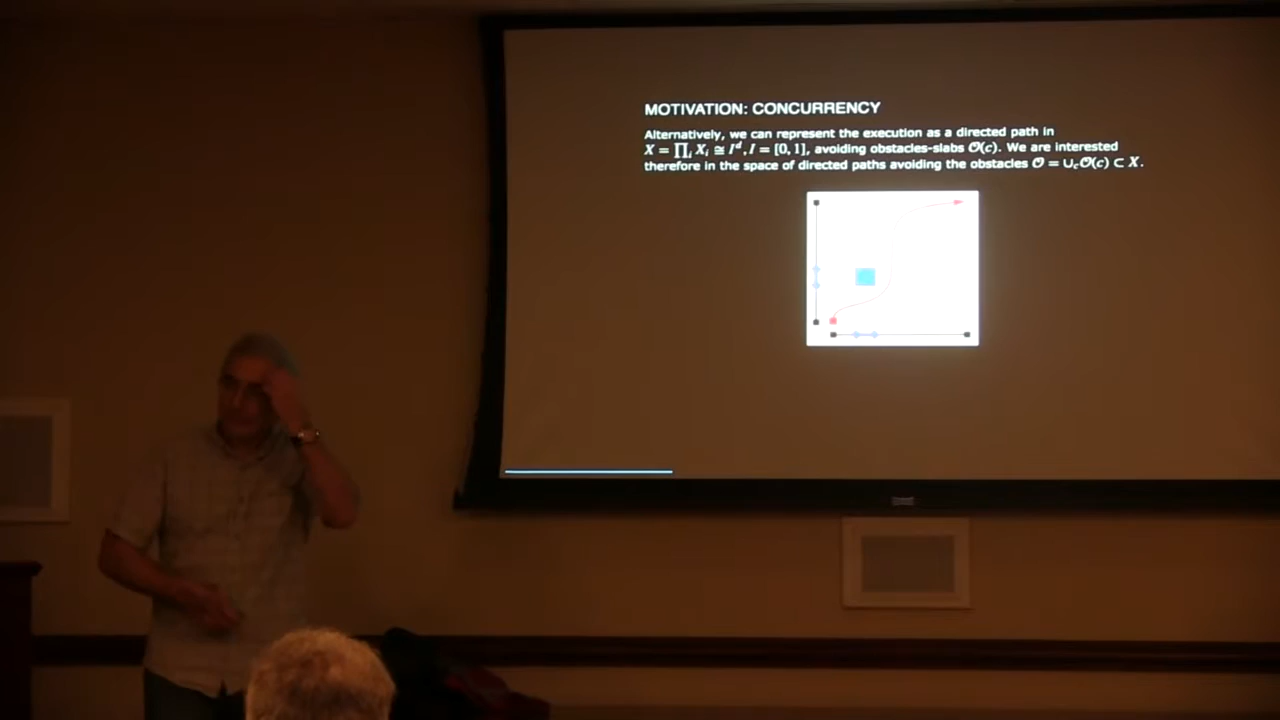 MOTIVATION: CONCURRENCY
Alternatively, we can represent the execution as a directed path in
X = ∏ᵢ Xᵢ ≅ Iᵈ, I = [0, 1], avoiding obstacles-slabs 𝒪(c). We are interested
therefore in the space of directed paths avoiding the obstacles 𝒪 = ∪_c𝒪(c) ⊂ X.